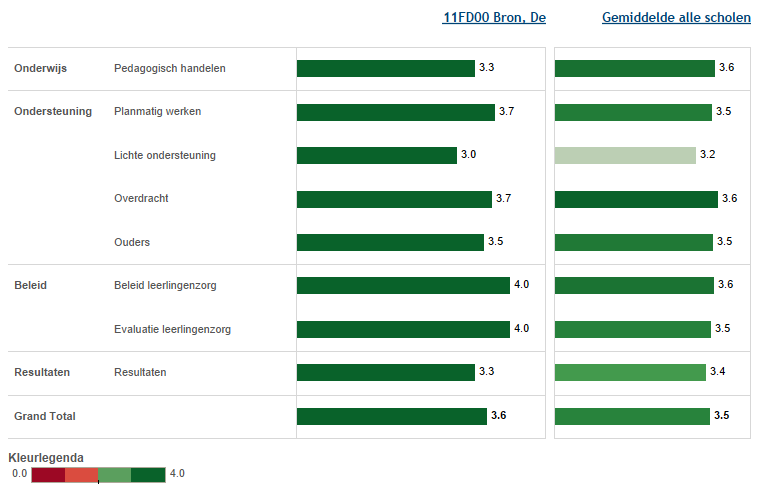 11FD00 Bron, De Gemiddelde alle scholen
Onderwijs Pedagogisch handelen 3.3 3.6
Ondersteuning Planmatig werken 3.7 3.5
Lichte ondersteuning 3.0 3.2
Overdracht 3.7 3.6
Ouders 3.5 3.5
Beleid Beleid leerlingenzorg 4.0 3.6
Evaluatie leerlingenzorg 4.0 3.5
Resultaten Resultaten 3.3 3.4
Grand Total 3.6 3.5
Kleurlegenda
0.0 4.0